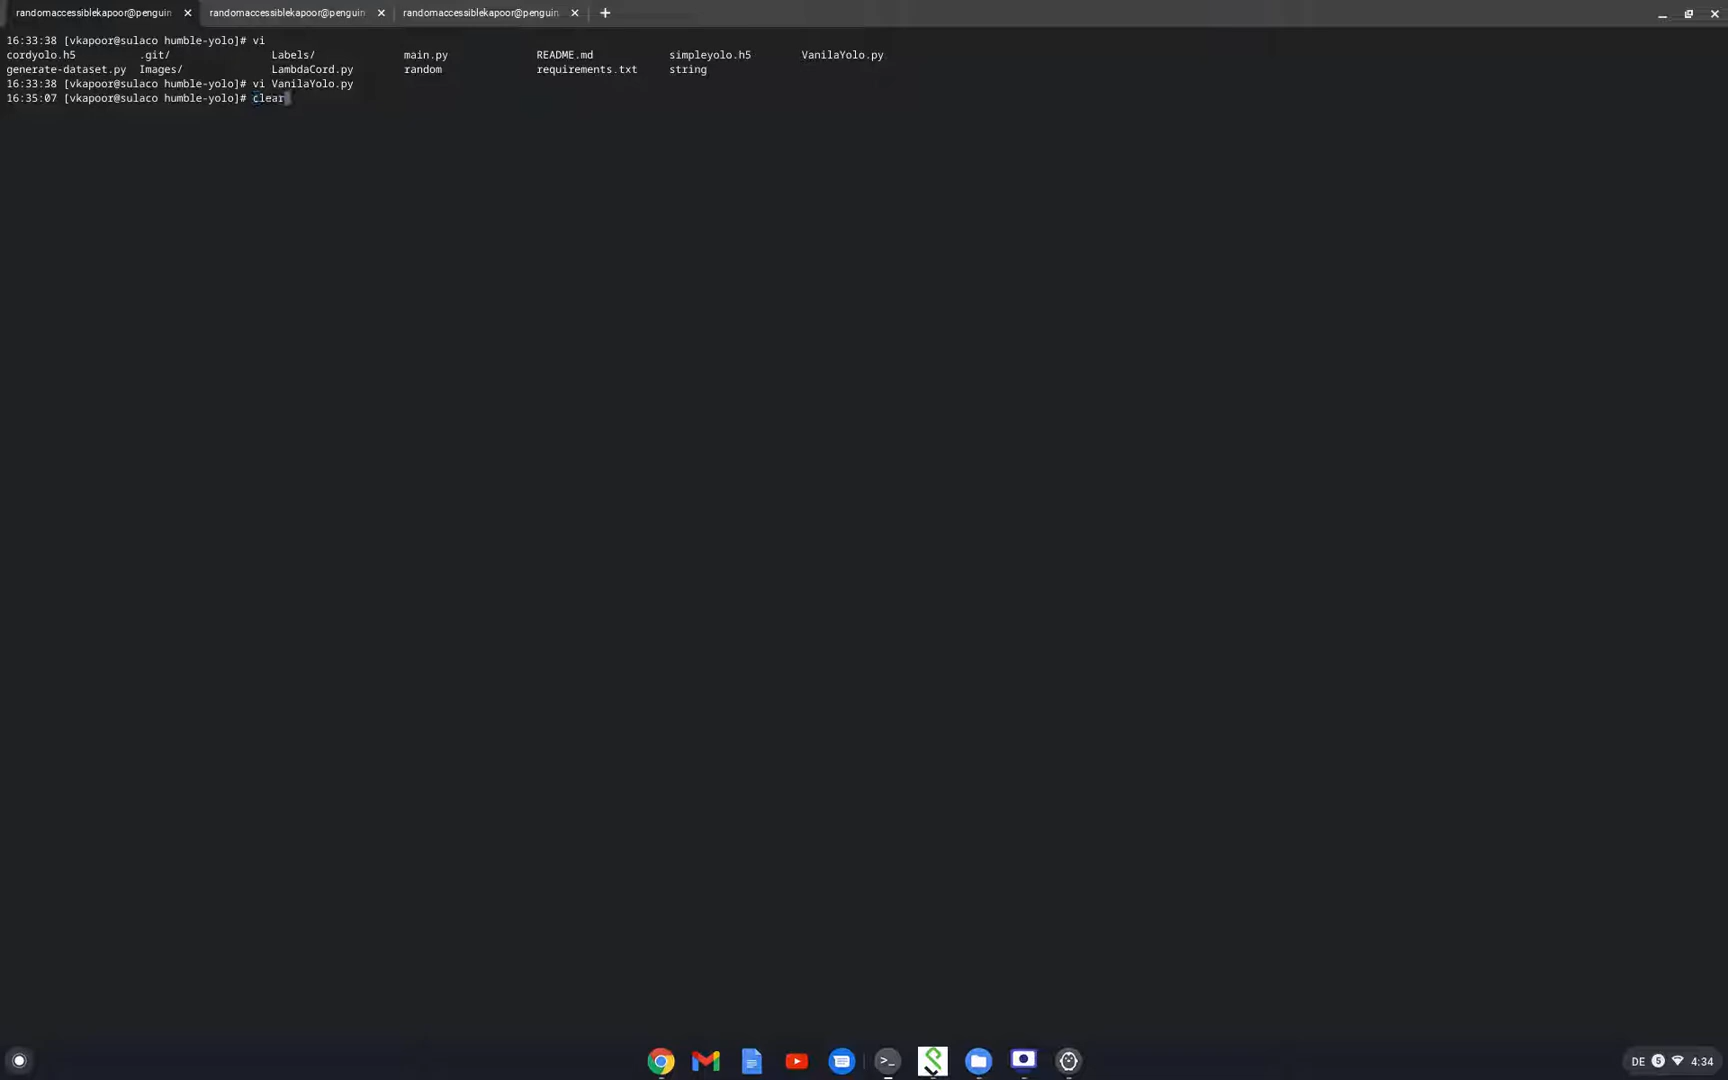 randomaccessiblekapoor@penguin randomaccessiblekapoor@penguin randomaccessiblekapoor@penguin
16:33:38 [vkapoor@sulaco humble-yolo]# vi
cordyolo.h5 .git/ Labels/ main.py README.md simpleyolo.h5 VanilaYolo.py
generate-dataset.py Images/ LambdaCord.py random requirements.txt string
16:33:38 [vkapoor@sulaco humble-yolo]# vi VanilaYolo.py
16:35:07 [vkapoor@sulaco humble-yolo]# clear
DE 5 4:34